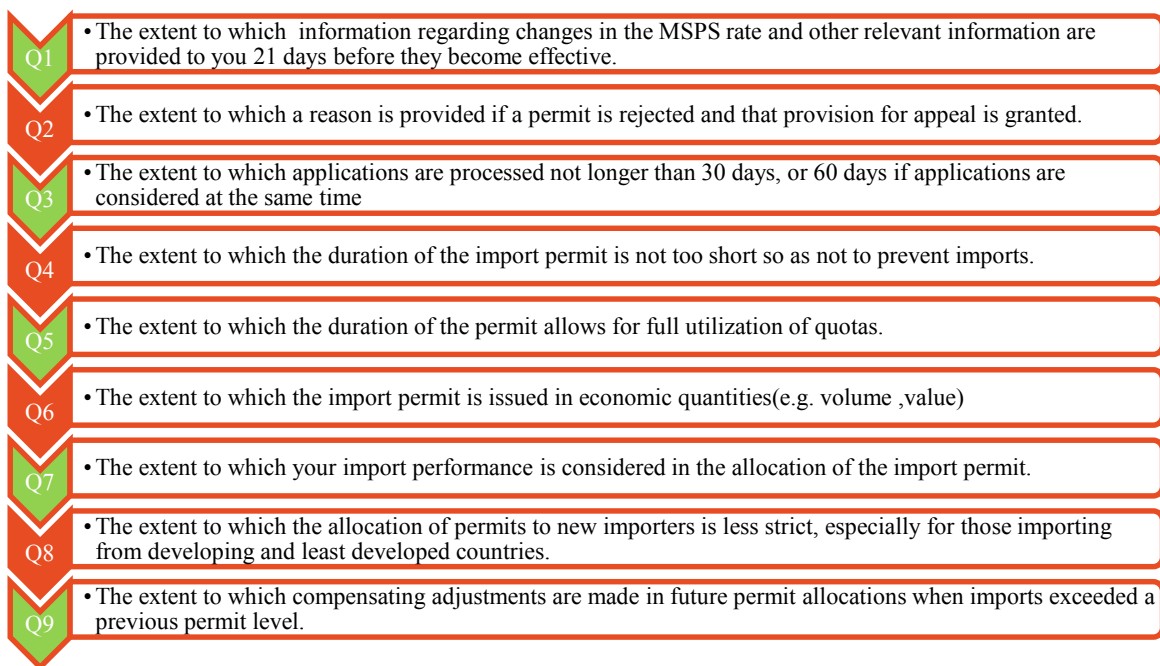 Q1
• The extent to which information regarding changes in the MSPS rate and other relevant information are
provided to you 21 days before they become effective.
Q2
• The extent to which a reason is provided if a permit is rejected and that provision for appeal is granted.
Q3
• The extent to which applications are processed not longer than 30 days, or 60 days if applications are
considered at the same time
Q4
• The extent to which the duration of the import permit is not too short so as not to prevent imports.
Q5
• The extent to which the duration of the permit allows for full utilization of quotas.
Q6
• The extent to which the import permit is issued in economic quantities(e.g. volume ,value)
Q7
• The extent to which your import performance is considered in the allocation of the import permit.
Q8
• The extent to which the allocation of permits to new importers is less strict, especially for those importing
from developing and least developed countries.
Q9
• The extent to which compensating adjustments are made in future permit allocations when imports exceeded a
previous permit level.